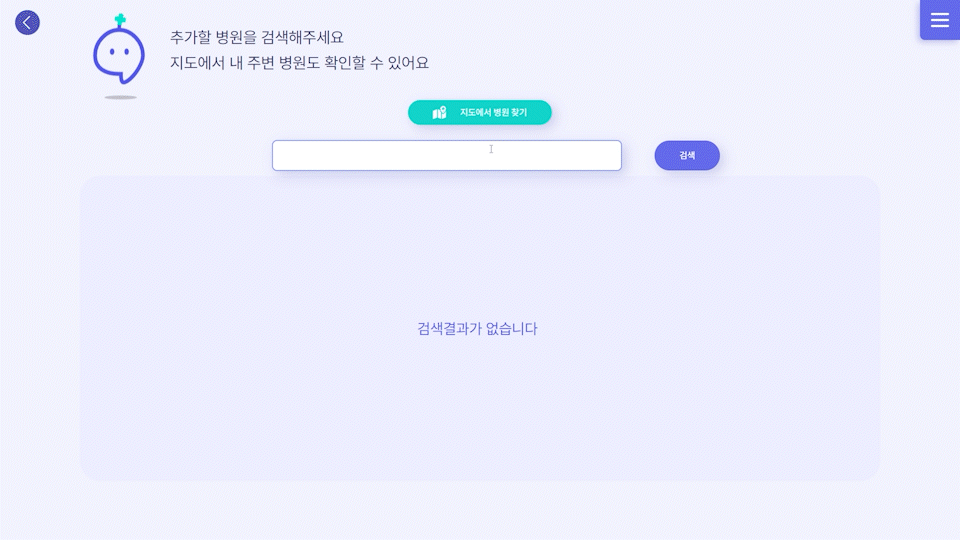 추가할 병원을 검색해주세요
지도에서 내 주변 병원도 확인할 수 있어요
지도에서 병원 찾기
검색
검색결과가 없습니다